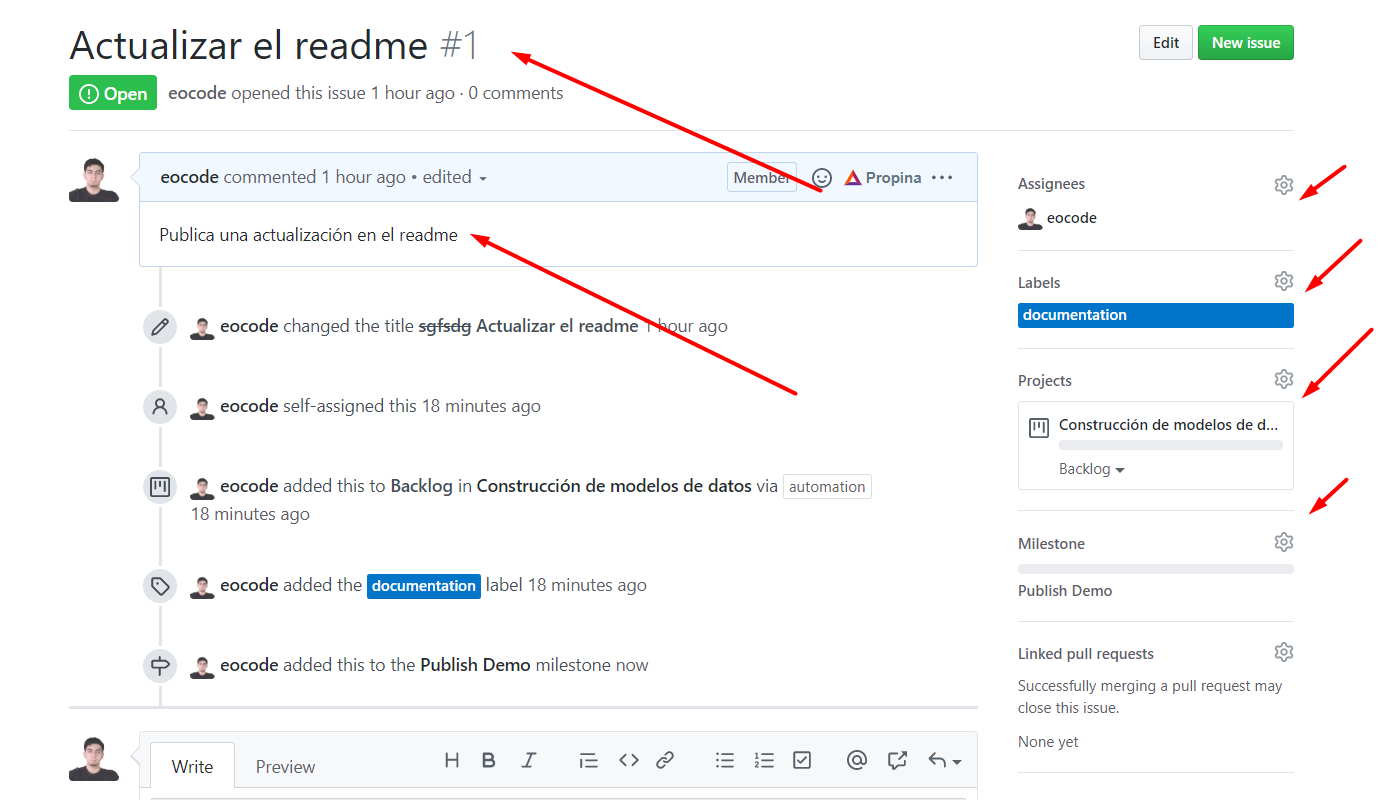 Actualizar el readme #1
Edit
New issue
Open
eocode opened this issue 1 hour ago · 0 comments
eocode commented 1 hour ago • edited
Member
Propina
Publica una actualización en el readme
eocode changed the title sgfsdg Actualizar el readme 1 hour ago
eocode self-assigned this 18 minutes ago
eocode added this to Backlog in Construcción de modelos de datos via automation
18 minutes ago
eocode added the documentation label 18 minutes ago
eocode added this to the Publish Demo milestone now
Write
Preview
Assignees
eocode
Labels
documentation
Projects
Construcción de modelos de d...
Backlog
Milestone
Publish Demo
Linked pull requests
Successfully merging a pull request may
close this issue.
None yet